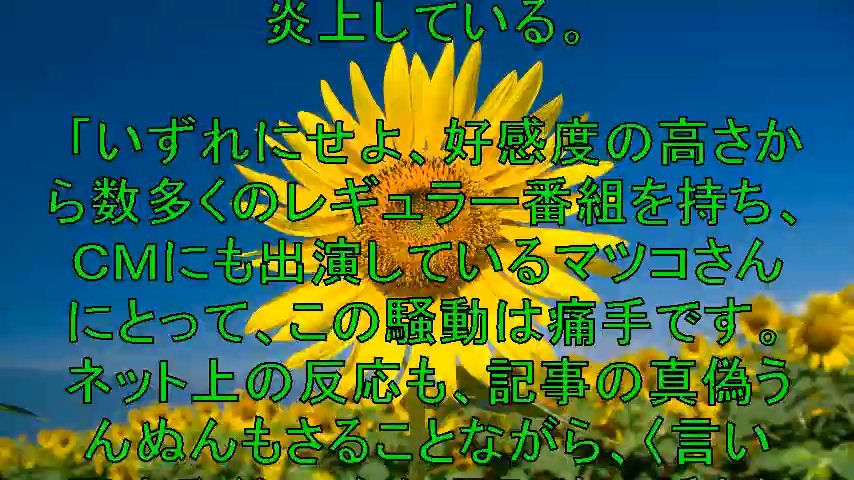 炎上している。
「いずれにせよ、好感度の高さか
ら数多くのレギュラー番組を持ち、
CMにも出演しているマツコさん
にとって、この騒動は痛手です。
ネット上の反応も、記事の真偽う
んぬんもさることながら、〈言い